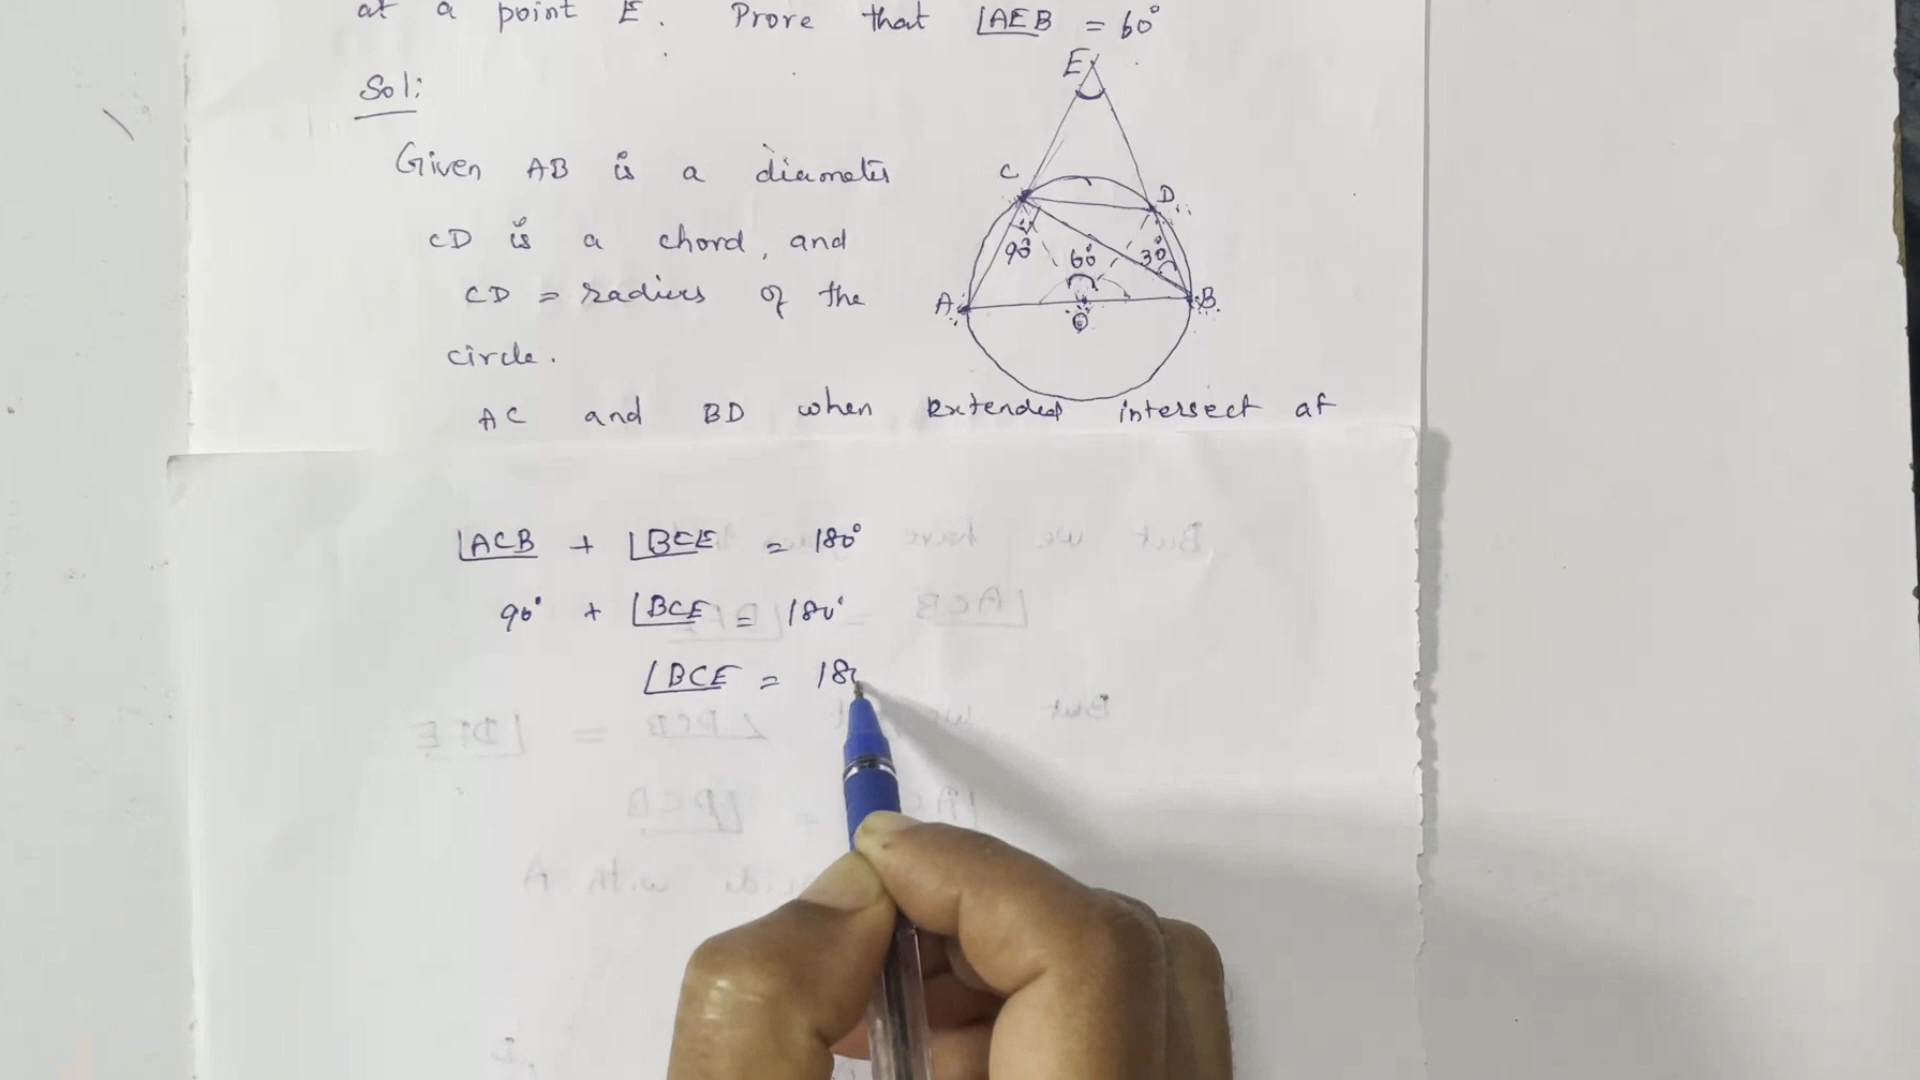 at a point E. Prove that ∠AEB = 60°
Sol:
E
Given AB is a diameter
C
D
CD is a chord, and
90° 60° 30°
CD = radius of the
A B
O
circle.
AC and BD when extended intersect at
∠ACB + ∠BCE = 180°
90° + ∠BCE = 180°
∠BCE = 18